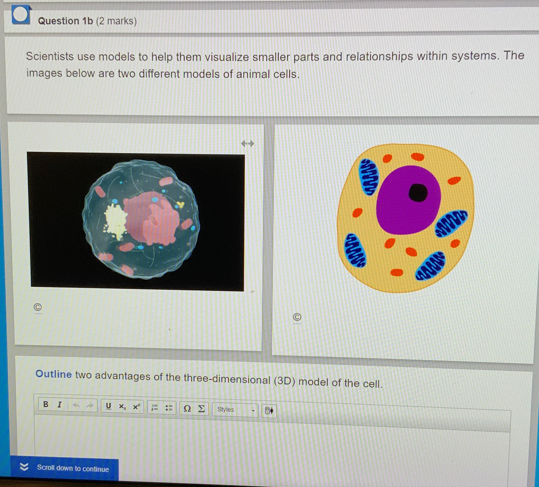 Question 1b (2 marks)
Scientists use models to help them visualize smaller parts and relationships within systems. The
images below are two different models of animal cells.
©
©
Outline two advantages of the three-dimensional (3D) model of the cell.
B I U X₂ X² Ω Σ Styles
Scroll down to continue